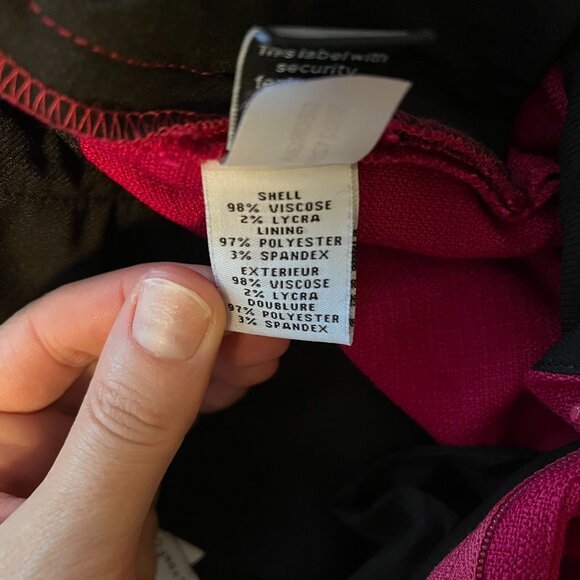 This label with
security
SHELL
98% VISCOSE
2% LYCRA
LINING
97% POLYESTER
3% SPANDEX
EXTERIEUR
98% VISCOSE
2% LYCRA
DOUBLURE
97% POLYESTER
3% SPANDEX